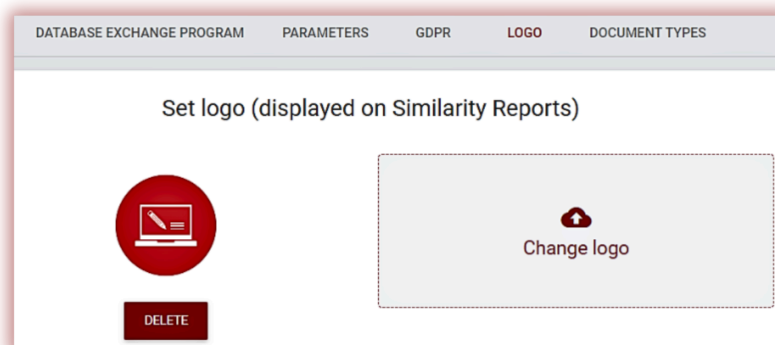 DATABASE EXCHANGE PROGRAM PARAMETERS GDPR LOGO DOCUMENT TYPES
Set logo (displayed on Similarity Reports)
Change logo
DELETE